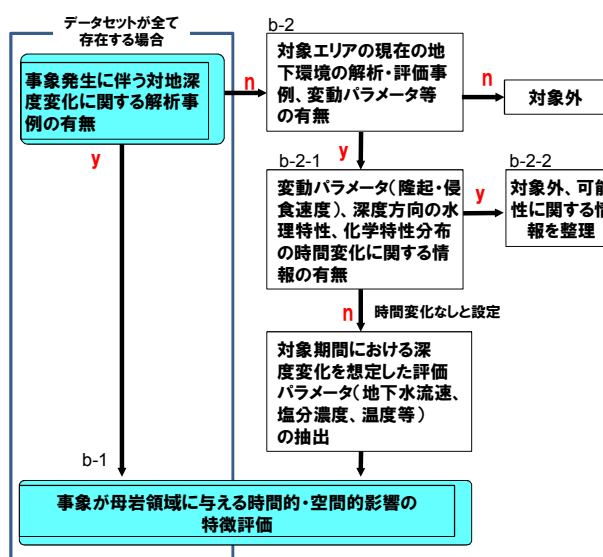 データセットが全て
存在する場合
事象発生に伴う対地深
度変化に関する解析事
例の有無
n
y
b-2
対象エリアの現在の地
下環境の解析・評価事
例、変動パラメータ等
の有無
n
対象外
y
b-2-1
変動パラメータ（隆起・侵
食速度）、深度方向の水
理特性、化学特性分布
の時間変化に関する情
報の有無
y
b-2-2
対象外、可能
性に関する情
報を整理
n
時間変化なしと設定
対象期間における深
度変化を想定した評価
パラメータ（地下水流速、
塩分濃度、温度等）
の抽出
b-1
事象が母岩領域に与える時間的・空間的影響の
特徴評価